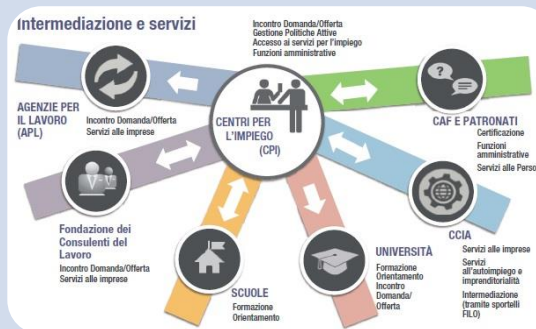 Intermediazione e servizi
Incontro Domanda/Offerta
Gestione Politiche Attive
Accesso ai servizi per l'impiego
Funzioni amministrative
AGENZIE PER
IL LAVORO
(APL)
Incontro Domanda/Offerta
Servizi alle imprese
CENTRI PER
L'IMPIEGO
(CPI)
CAF E PATRONATI
Certificazione
Funzioni
amministrative
Servizi alle Perso
Fondazione dei
Consulenti del
Lavoro
Incontro Domanda/Offerta
Servizi alle imprese
SCUOLE
Formazione
Orientamento
UNIVERSITÀ
Formazione
Orientamento
Incontro
Domanda/
Offerta
CCIA
Servizi alle imprese
Servizi
all'autoimpiego e
imprenditorialità
Intermediazione
(tramite sportelli
FILO)